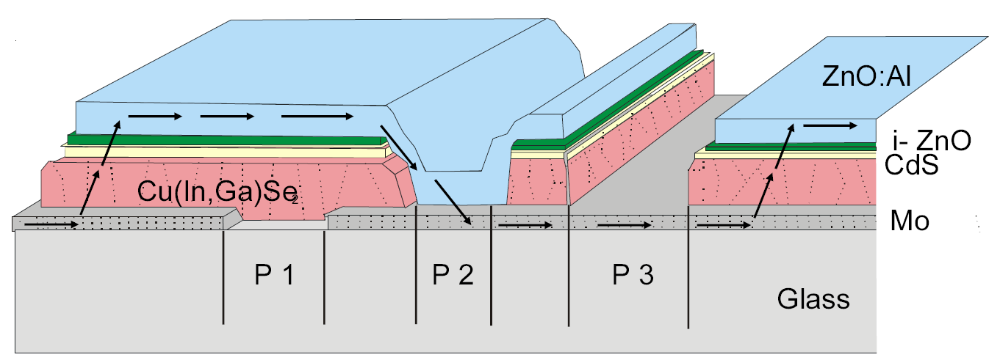 ZnO:Al
i- ZnO
CdS
Cu(In,Ga)Se₂
Mo
P 1
P 2
P 3
Glass